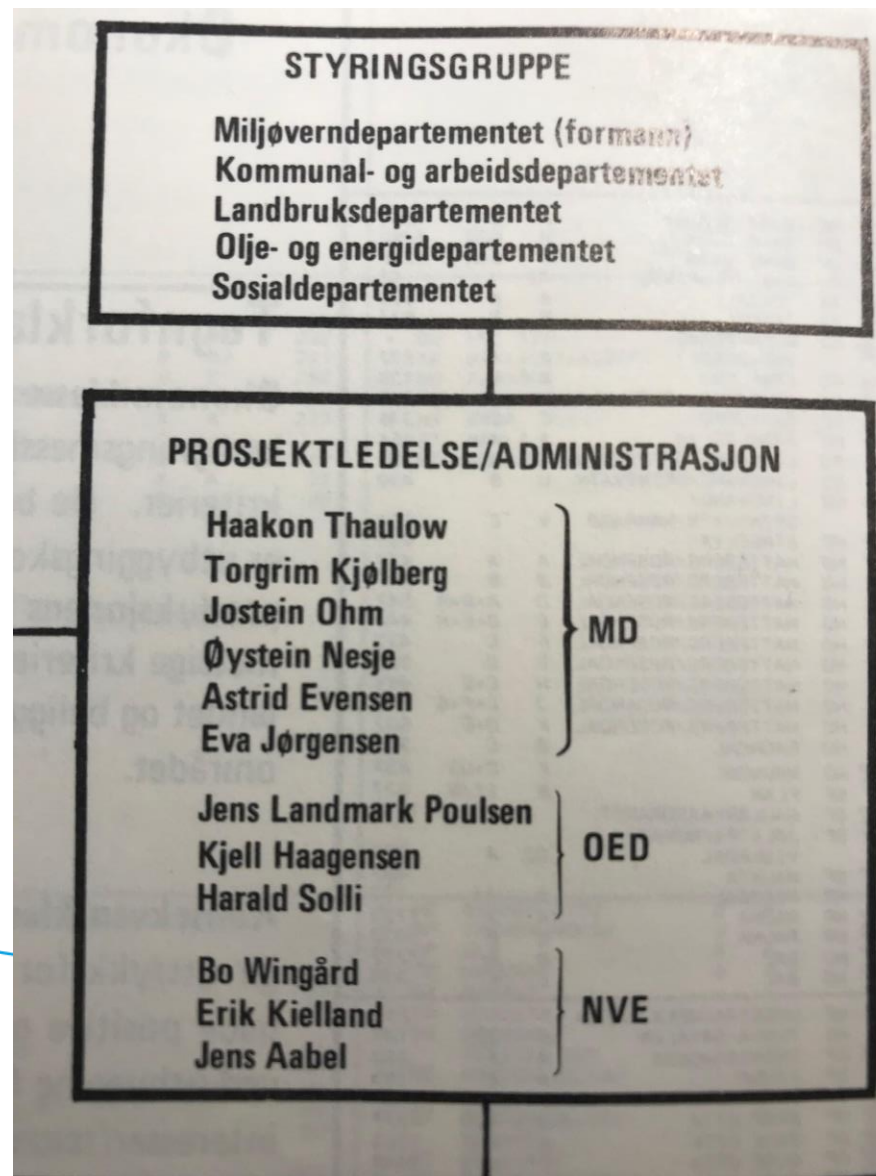 STYRINGSGRUPPE
Miljøverndepartementet (formann)
Kommunal- og arbeidsdepartementet
Landbruksdepartementet
Olje- og energidepartementet
Sosialdepartementet
PROSJEKTLEDELSE/ADMINISTRASJON
Haakon Thaulow
Torgrim Kjølberg
Jostein Ohm
Øystein Nesje
Astrid Evensen
Eva Jørgensen
MD
Jens Landmark Poulsen
Kjell Haagensen
Harald Solli
OED
Bo Wingård
Erik Kielland
Jens Aabel
NVE